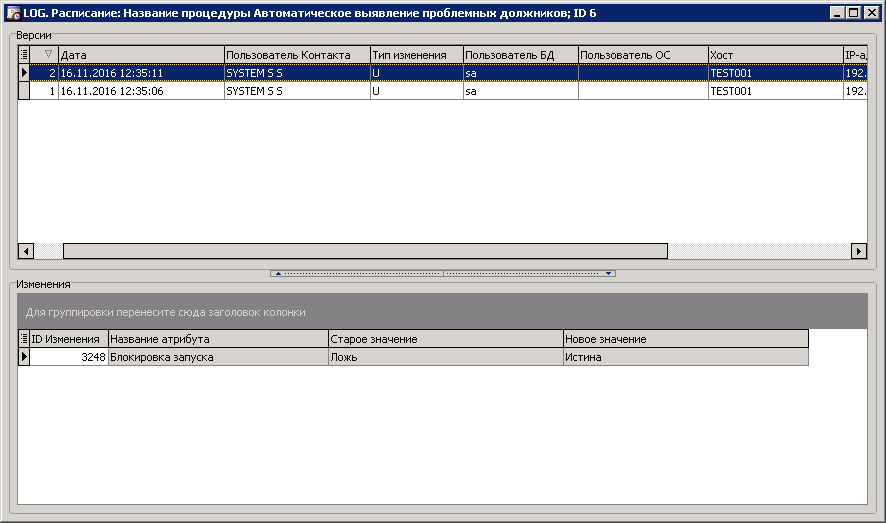 LOG. Расписание: Название процедуры Автоматическое выявление проблемных должников; ID 6
Версии
Дата Пользователь Контакта Тип изменения Пользователь БД Пользователь ОС Хост IP-а
2 16.11.2016 12:35:11 SYSTEM S S U sa TEST001 192.
1 16.11.2016 12:35:06 SYSTEM S S U sa TEST001 192.
Изменения
Для группировки перенесите сюда заголовок колонки
ID Изменения Название атрибута Старое значение Новое значение
3248 Блокировка запуска Ложь Истина